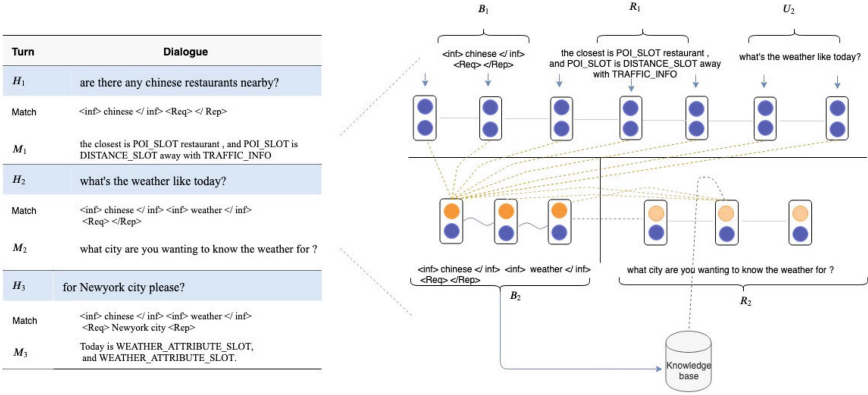 Turn Dialogue
H1 are there any chinese restaurants nearby?
Match <inf> chinese </ inf> <Req> </ Rep>
M1 the closest is POI_SLOT restaurant , and POI_SLOT is
DISTANCE_SLOT away with TRAFFIC_INFO
H2 what's the weather like today?
Match <inf> chinese </ inf> <inf> weather </ inf>
<Req> </Rep>
M2 what city are you wanting to know the weather for ?
H3 for Newyork city please?
Match <inf> chinese </ inf> <inf> weather </ inf>
<Req> Newyork city <Rep>
M3 Today is WEATHER_ATTRIBUTE_SLOT,
and WEATHER_ATTRIBUTE_SLOT.
B1 R1 U2
<inf> chinese </ inf>
<Req> </Rep>
the closest is POI_SLOT restaurant ,
and POI_SLOT is DISTANCE_SLOT away
with TRAFFIC_INFO
what's the weather like today?
<inf> chinese </ inf> <inf> weather </ inf>
<Req> </Rep>
B2
what city are you wanting to know the weather for ?
R2
Knowledge
base